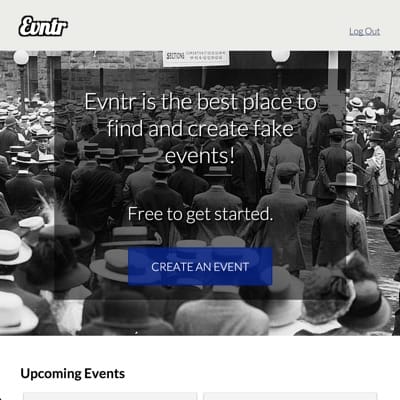 Evntr
Log Out
SECTIONS
Evntr is the best place to
find and create fake
events!
Free to get started.
CREATE AN EVENT
Upcoming Events